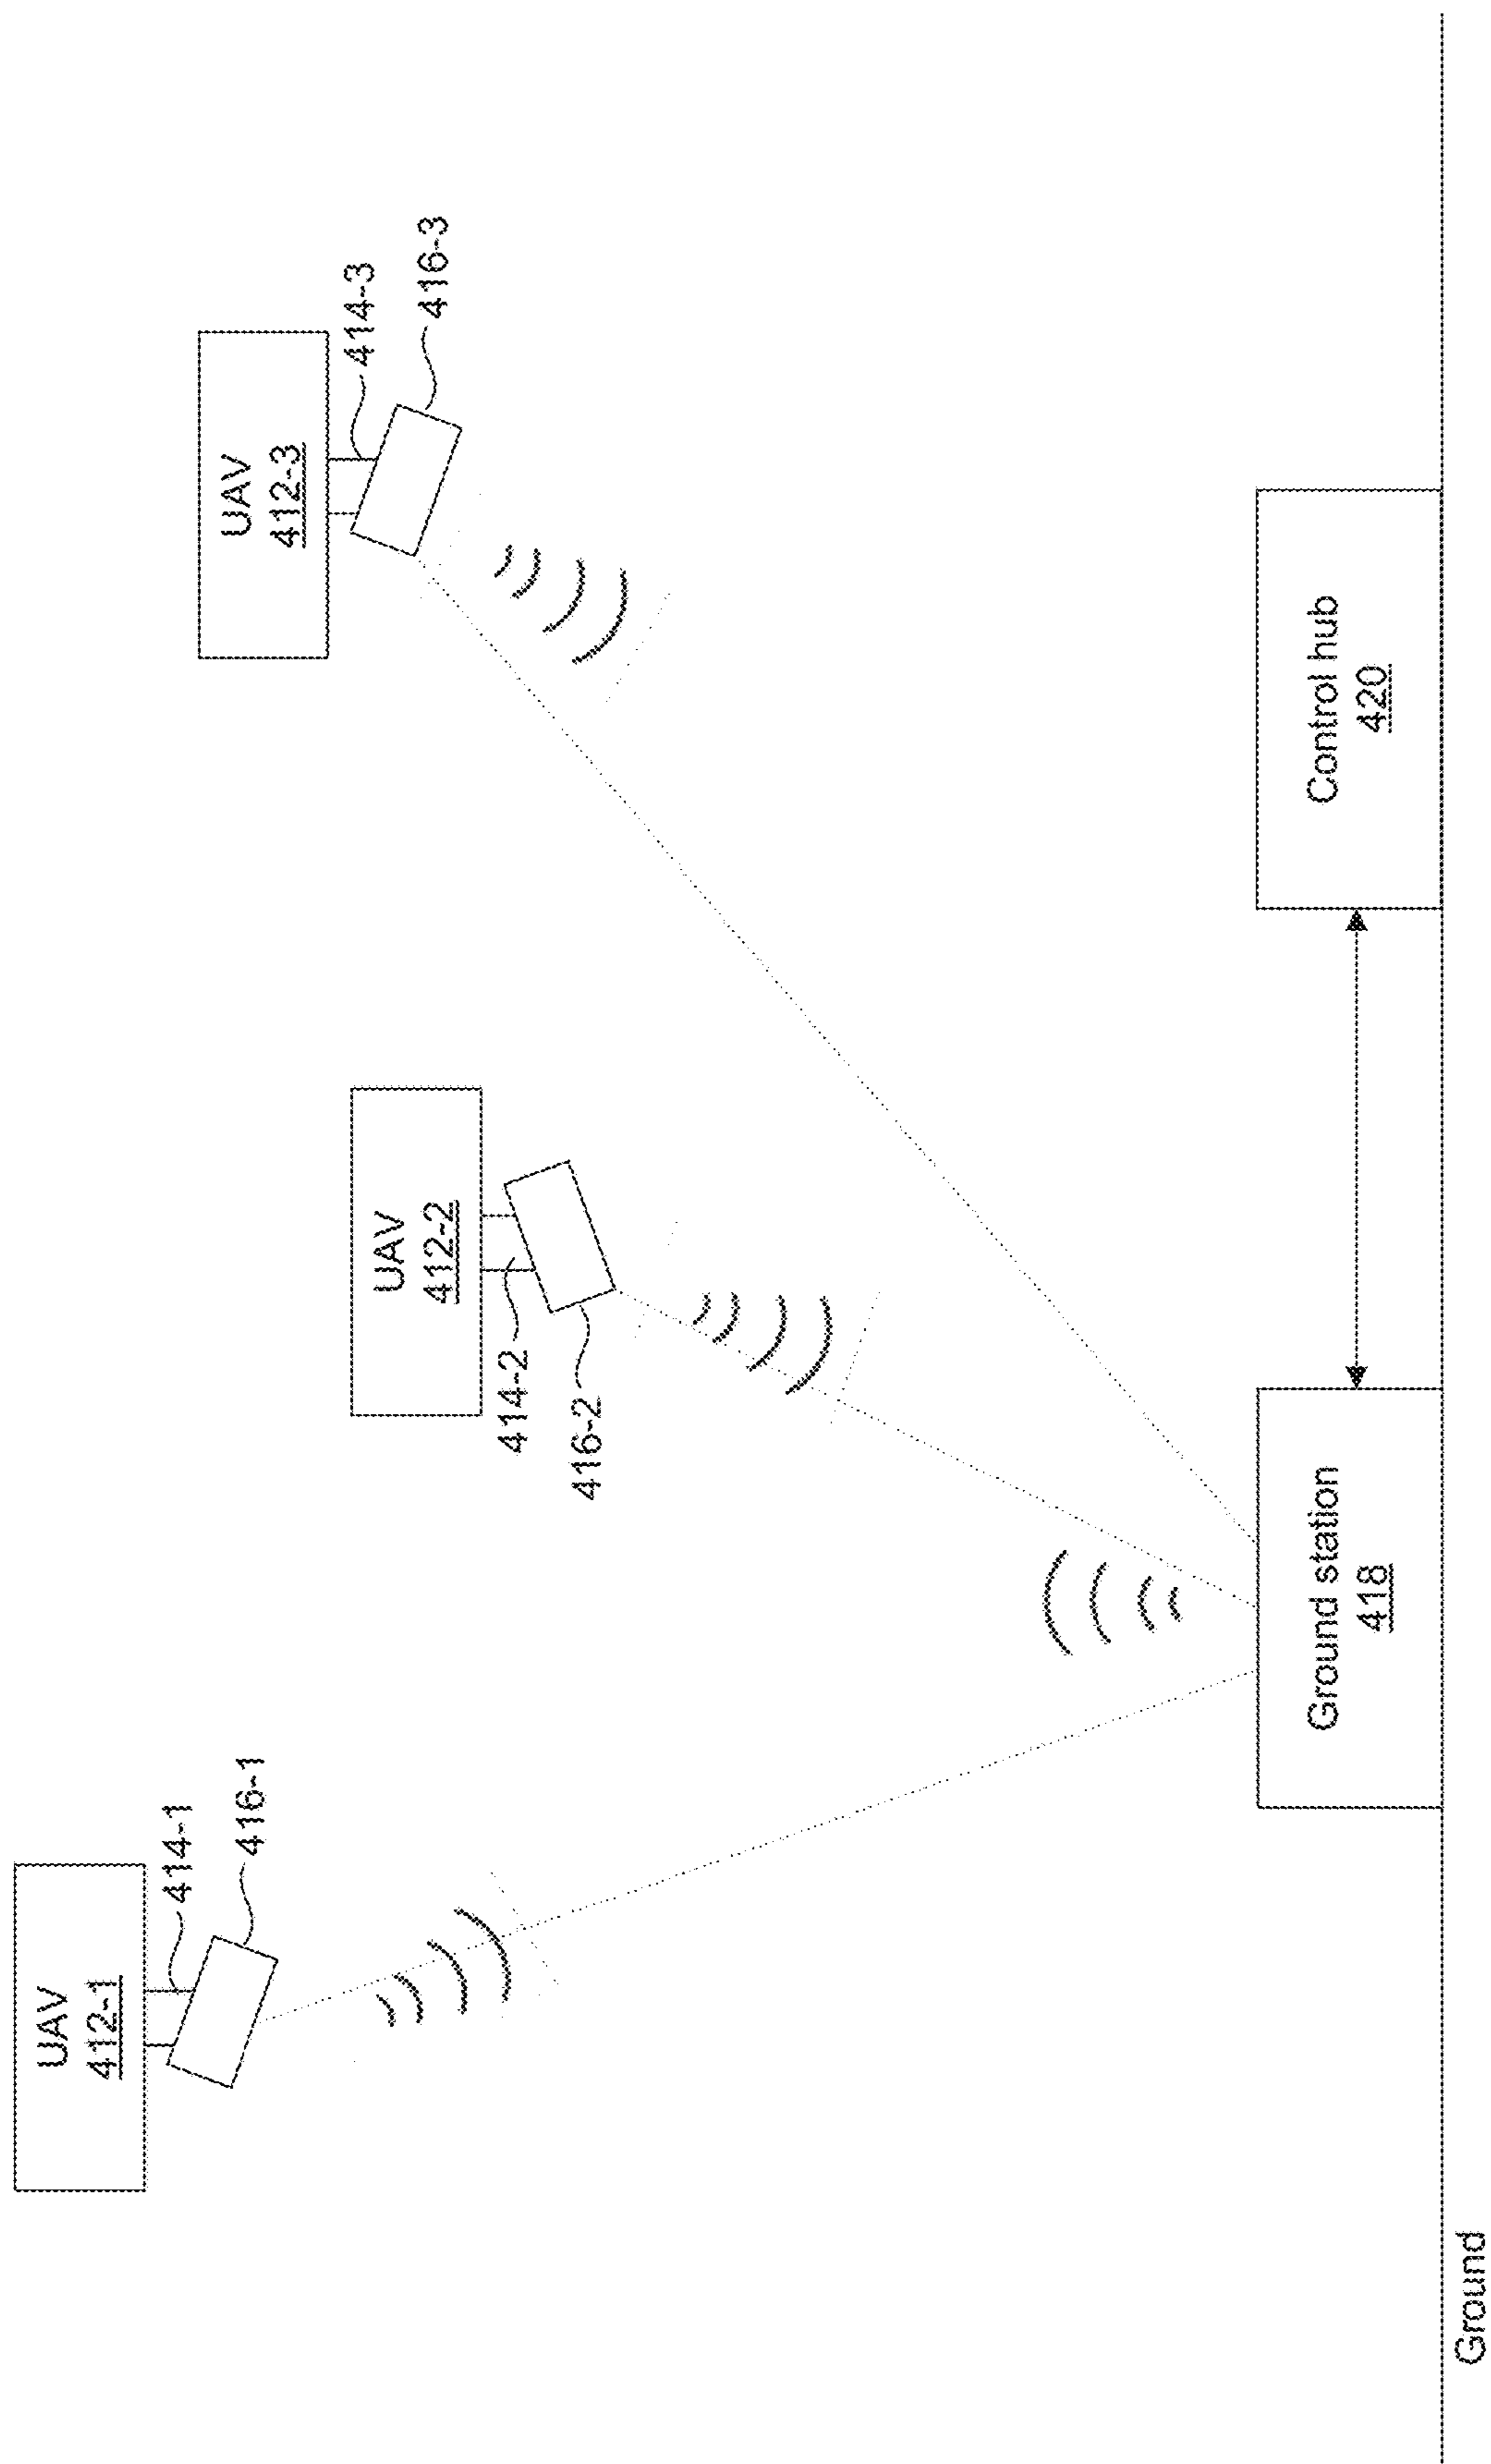 UAV
412-1
414-1
416-1
UAV
412-2
414-2
416-2
UAV
412-3
414-3
416-3
Ground station
418
Control hub
420
Ground